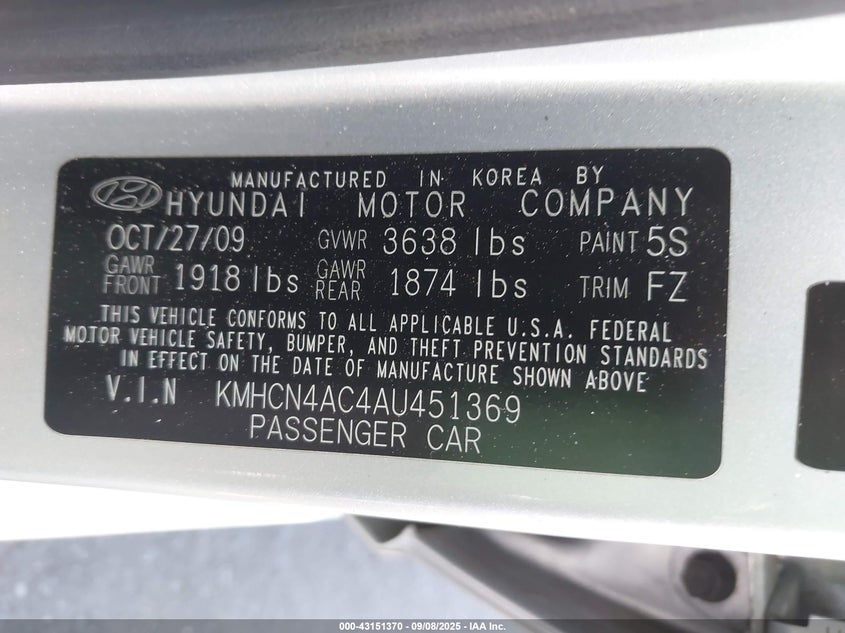 MANUFACTURED IN KOREA BY
HYUNDAI MOTOR COMPANY
OCT/27/09 GVWR 3638 lbs PAINT 5S
GAWR FRONT 1918 lbs GAWR REAR 1874 lbs TRIM FZ
THIS VEHICLE CONFORMS TO ALL APPLICABLE U.S.A. FEDERAL
MOTOR VEHICLE SAFETY, BUMPER, AND THEFT PREVENTION STANDARDS
IN EFFECT ON THE DATE OF MANUFACTURE SHOWN ABOVE
V.I.N KMHCN4AC4AU451369
PASSENGER CAR
000-43151370 - 09/08/2025 - IAA Inc.